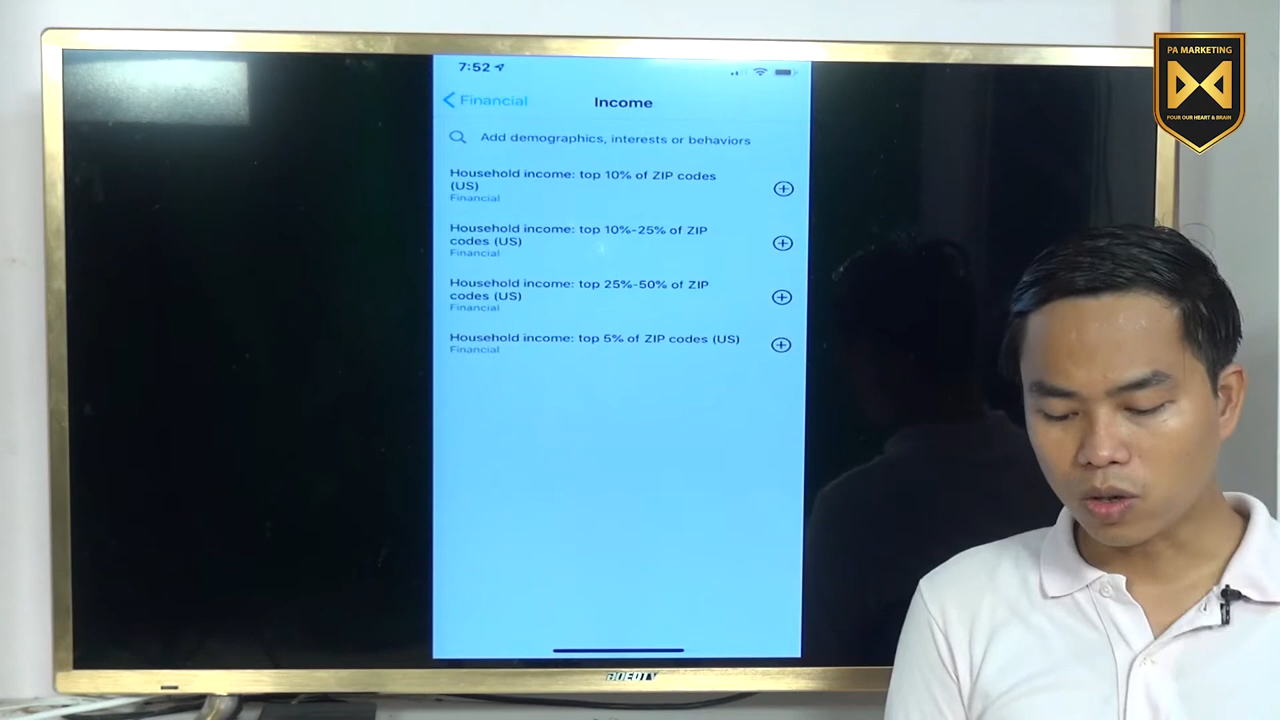 PA MARKETING
POUR OUR HEART & BRAIN
7:52
Financial
Income
Add demographics, interests or behaviors
Household income: top 10% of ZIP codes
(US)
Financial
Household income: top 10%-25% of ZIP
codes (US)
Financial
Household income: top 25%-50% of ZIP
codes (US)
Financial
Household income: top 5% of ZIP codes (US)
Financial